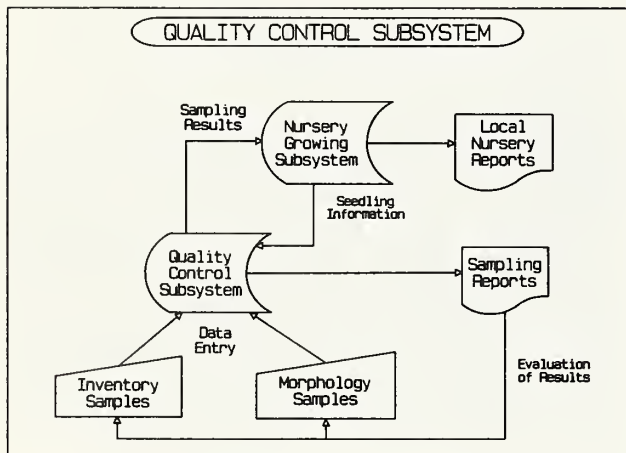 QUALITY CONTROL SUBSYSTEM
Sampling
Results
Nursery
Growing
Subsystem
Local
Nursery
Reports
Seedling
Information
Quality
Control
Subsystem
Sampling
Reports
Data
Entry
Evaluation
of Results
Inventory
Samples
Morphology
Samples